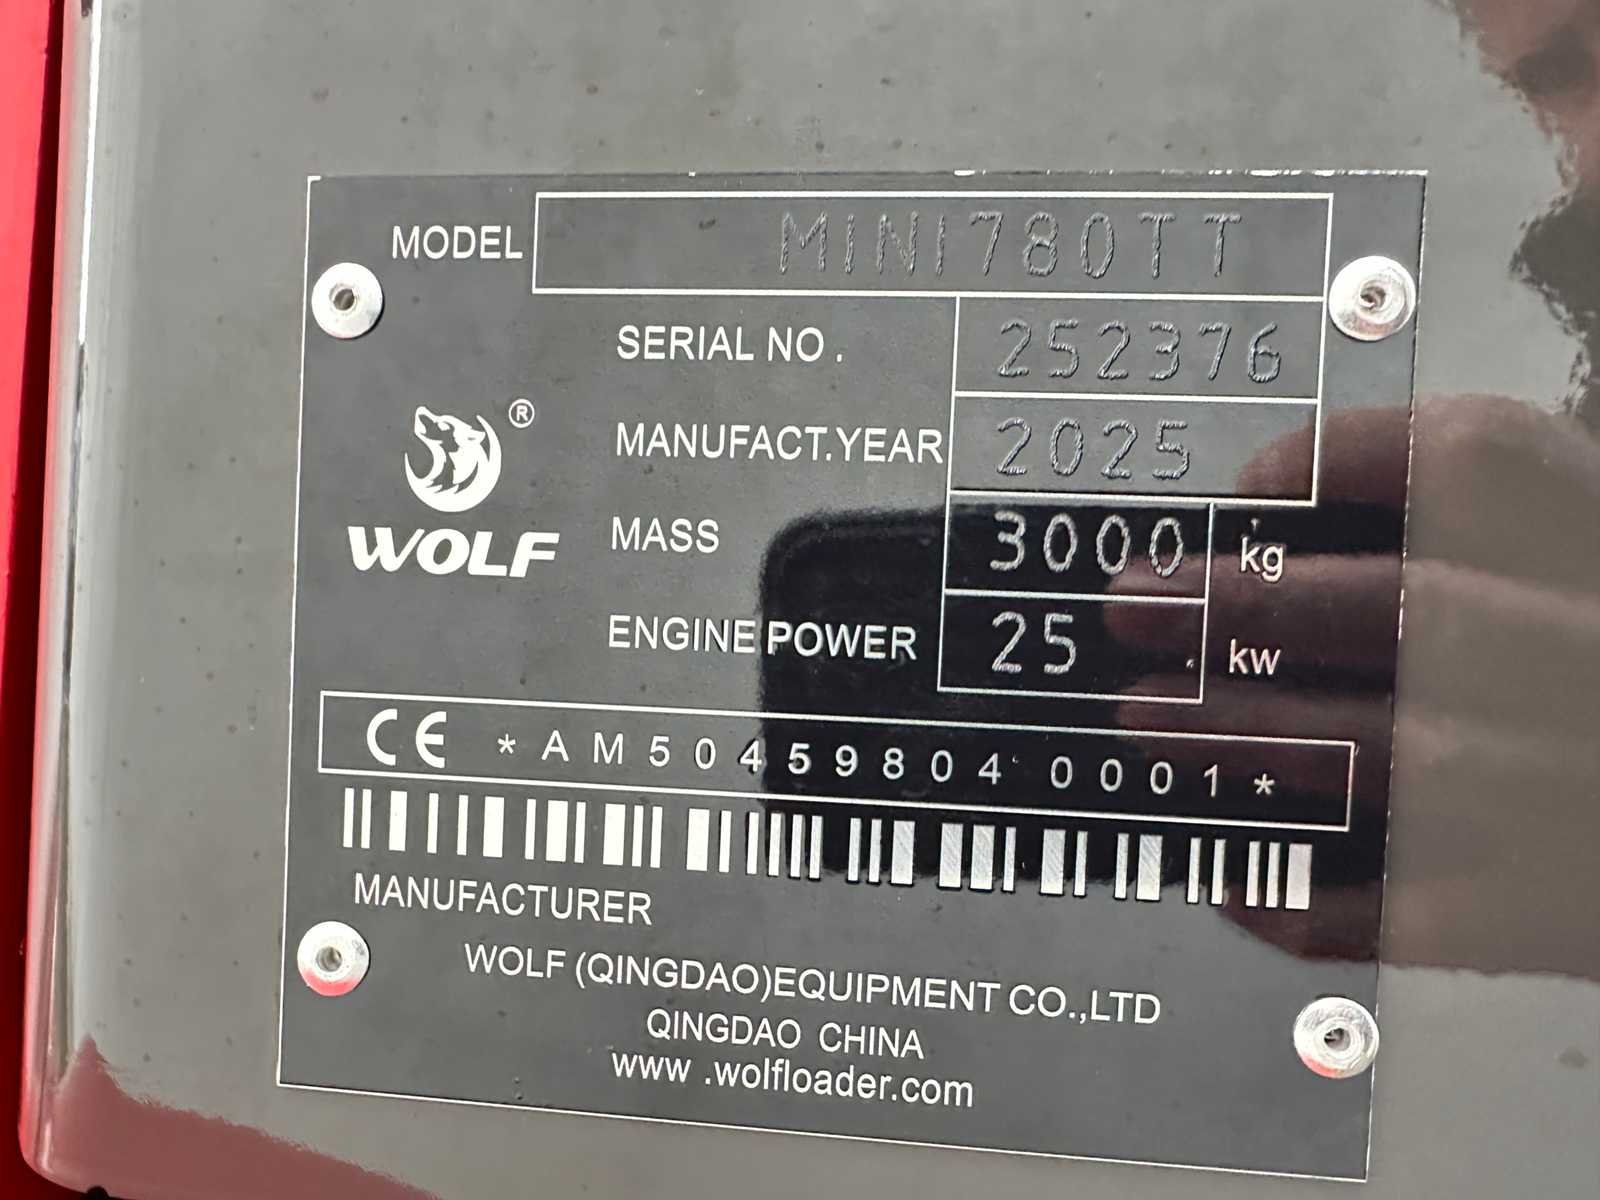 MODEL MiNi780TT
SERIAL NO. 252376
MANUFACT.YEAR 2025
MASS 3000 kg
ENGINE POWER 25 kw
®
WOLF
CE *AM504598040001*
MANUFACTURER
WOLF (QINGDAO)EQUIPMENT CO.,LTD
QINGDAO CHINA
www .wolfloader.com